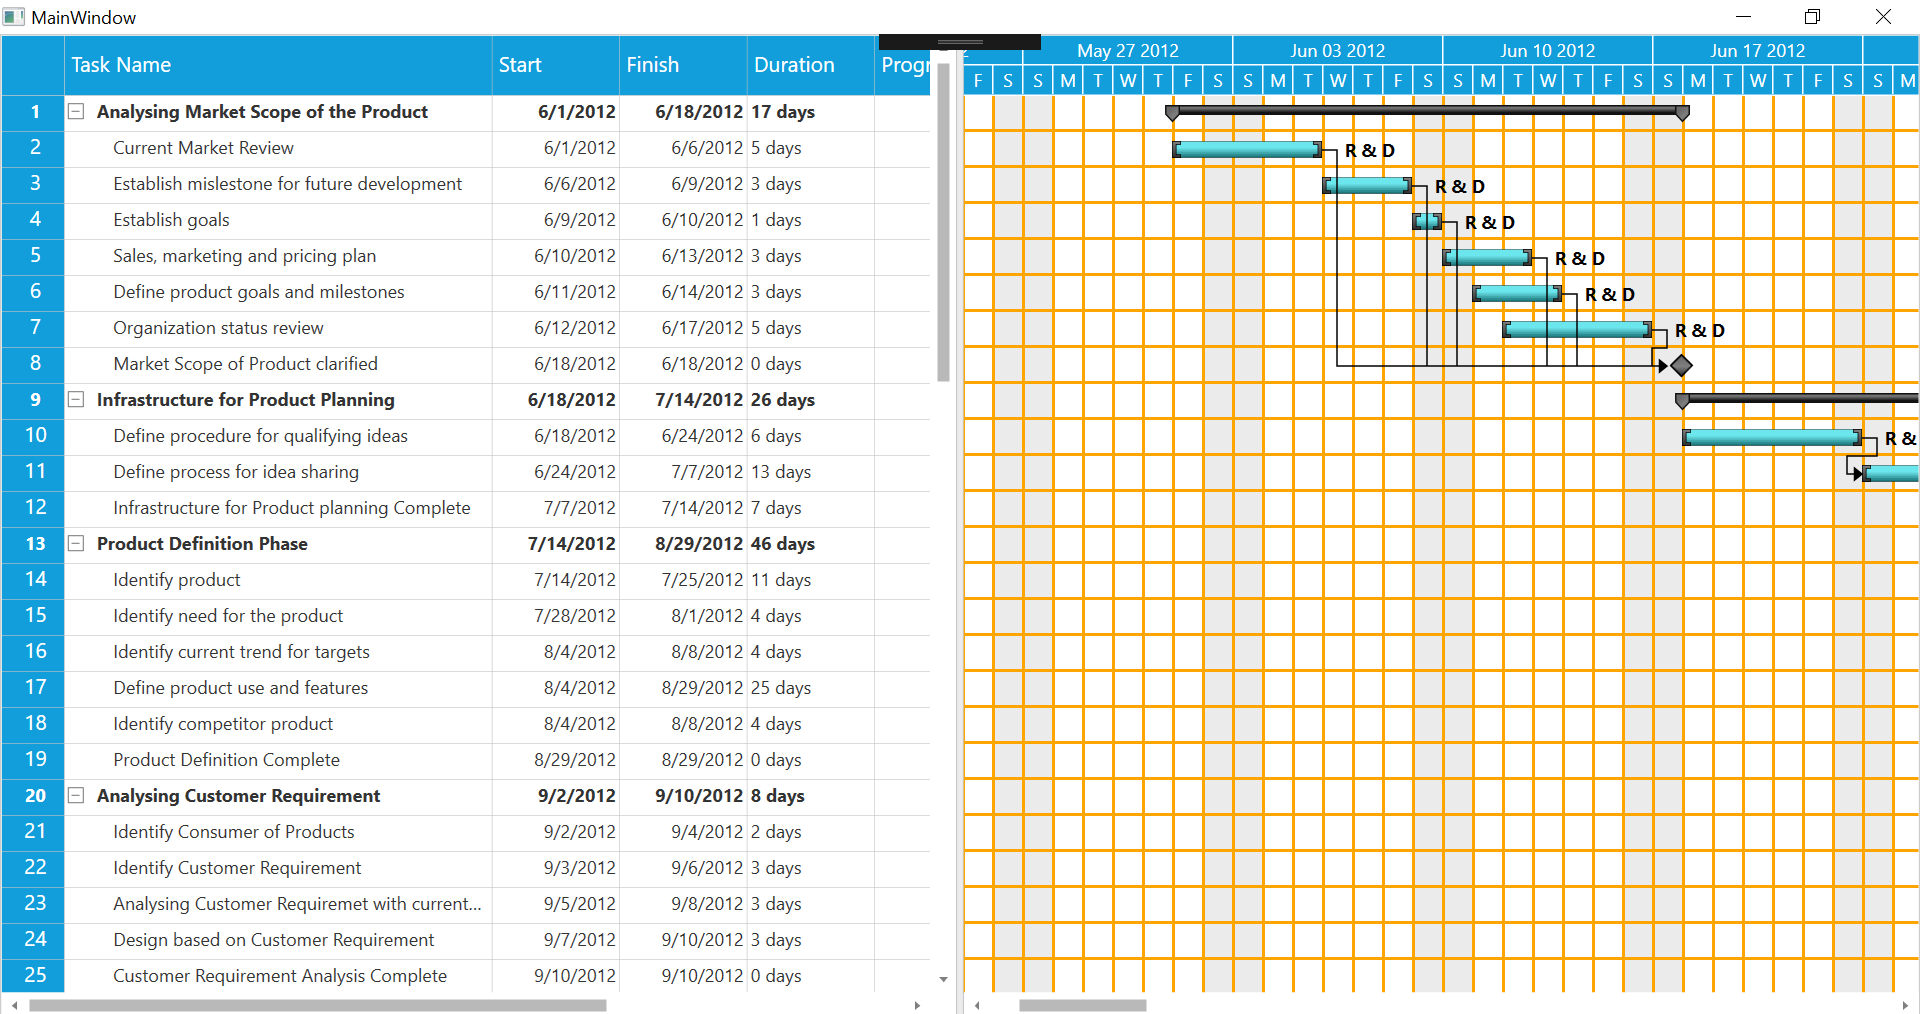 MainWindow
Task Name Start Finish Duration Progr
May 27 2012 Jun 03 2012 Jun 10 2012 Jun 17 2012
F S S M T W T F S S M T W T F S S M T W T F S S M T W T F S S M
1 Analysing Market Scope of the Product 6/1/2012 6/18/2012 17 days
2 Current Market Review 6/1/2012 6/6/2012 5 days R & D
3 Establish mislestone for future development 6/6/2012 6/9/2012 3 days R & D
4 Establish goals 6/9/2012 6/10/2012 1 days R & D
5 Sales, marketing and pricing plan 6/10/2012 6/13/2012 3 days R & D
6 Define product goals and milestones 6/11/2012 6/14/2012 3 days R & D
7 Organization status review 6/12/2012 6/17/2012 5 days R & D
8 Market Scope of Product clarified 6/18/2012 6/18/2012 0 days
9 Infrastructure for Product Planning 6/18/2012 7/14/2012 26 days
10 Define procedure for qualifying ideas 6/18/2012 6/24/2012 6 days R &
11 Define process for idea sharing 6/24/2012 7/7/2012 13 days
12 Infrastructure for Product planning Complete 7/7/2012 7/14/2012 7 days
13 Product Definition Phase 7/14/2012 8/29/2012 46 days
14 Identify product 7/14/2012 7/25/2012 11 days
15 Identify need for the product 7/28/2012 8/1/2012 4 days
16 Identify current trend for targets 8/4/2012 8/8/2012 4 days
17 Define product use and features 8/4/2012 8/29/2012 25 days
18 Identify competitor product 8/4/2012 8/8/2012 4 days
19 Product Definition Complete 8/29/2012 8/29/2012 0 days
20 Analysing Customer Requirement 9/2/2012 9/10/2012 8 days
21 Identify Consumer of Products 9/2/2012 9/4/2012 2 days
22 Identify Customer Requirement 9/3/2012 9/6/2012 3 days
23 Analysing Customer Requiremet with current... 9/5/2012 9/8/2012 3 days
24 Design based on Customer Requirement 9/7/2012 9/10/2012 3 days
25 Customer Requirement Analysis Complete 9/10/2012 9/10/2012 0 days